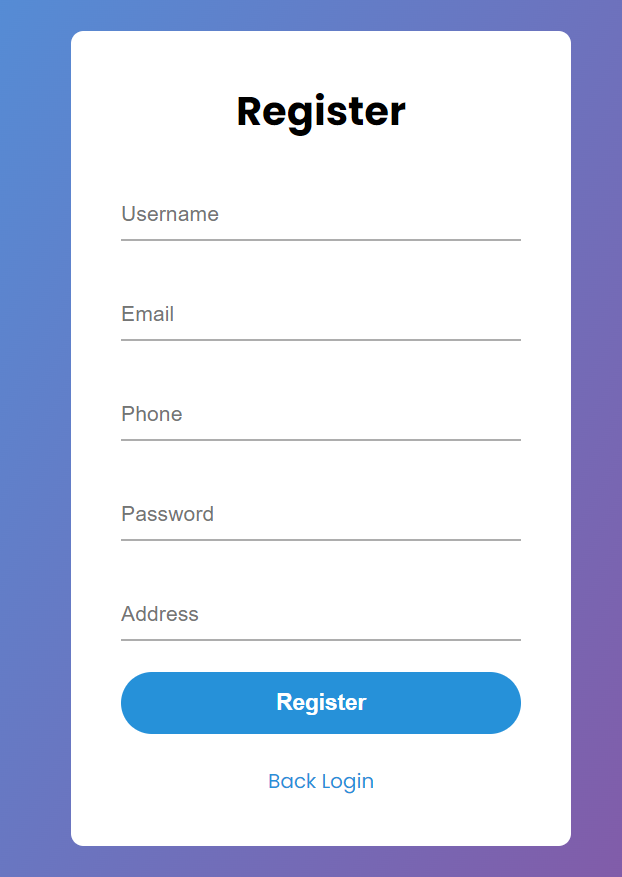 Register
Username
Email
Phone
Password
Address
Register
Back Login